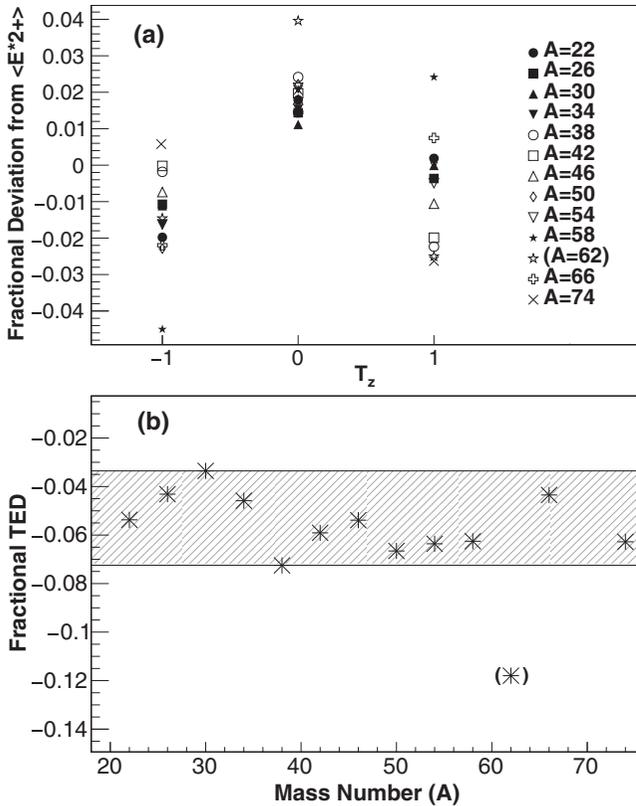 Fractional Deviation from <E*2+>
(a)
0.04
0.03
0.02
0.01
0
−0.01
−0.02
−0.03
−0.04
−1
0
1
T_z
A=22
A=26
A=30
A=34
A=38
A=42
A=46
A=50
A=54
A=58
(A=62)
A=66
A=74
Fractional TED
(b)
−0.02
−0.04
−0.06
−0.08
−0.1
−0.12
−0.14
( )
20 30 40 50 60 70
Mass Number (A)